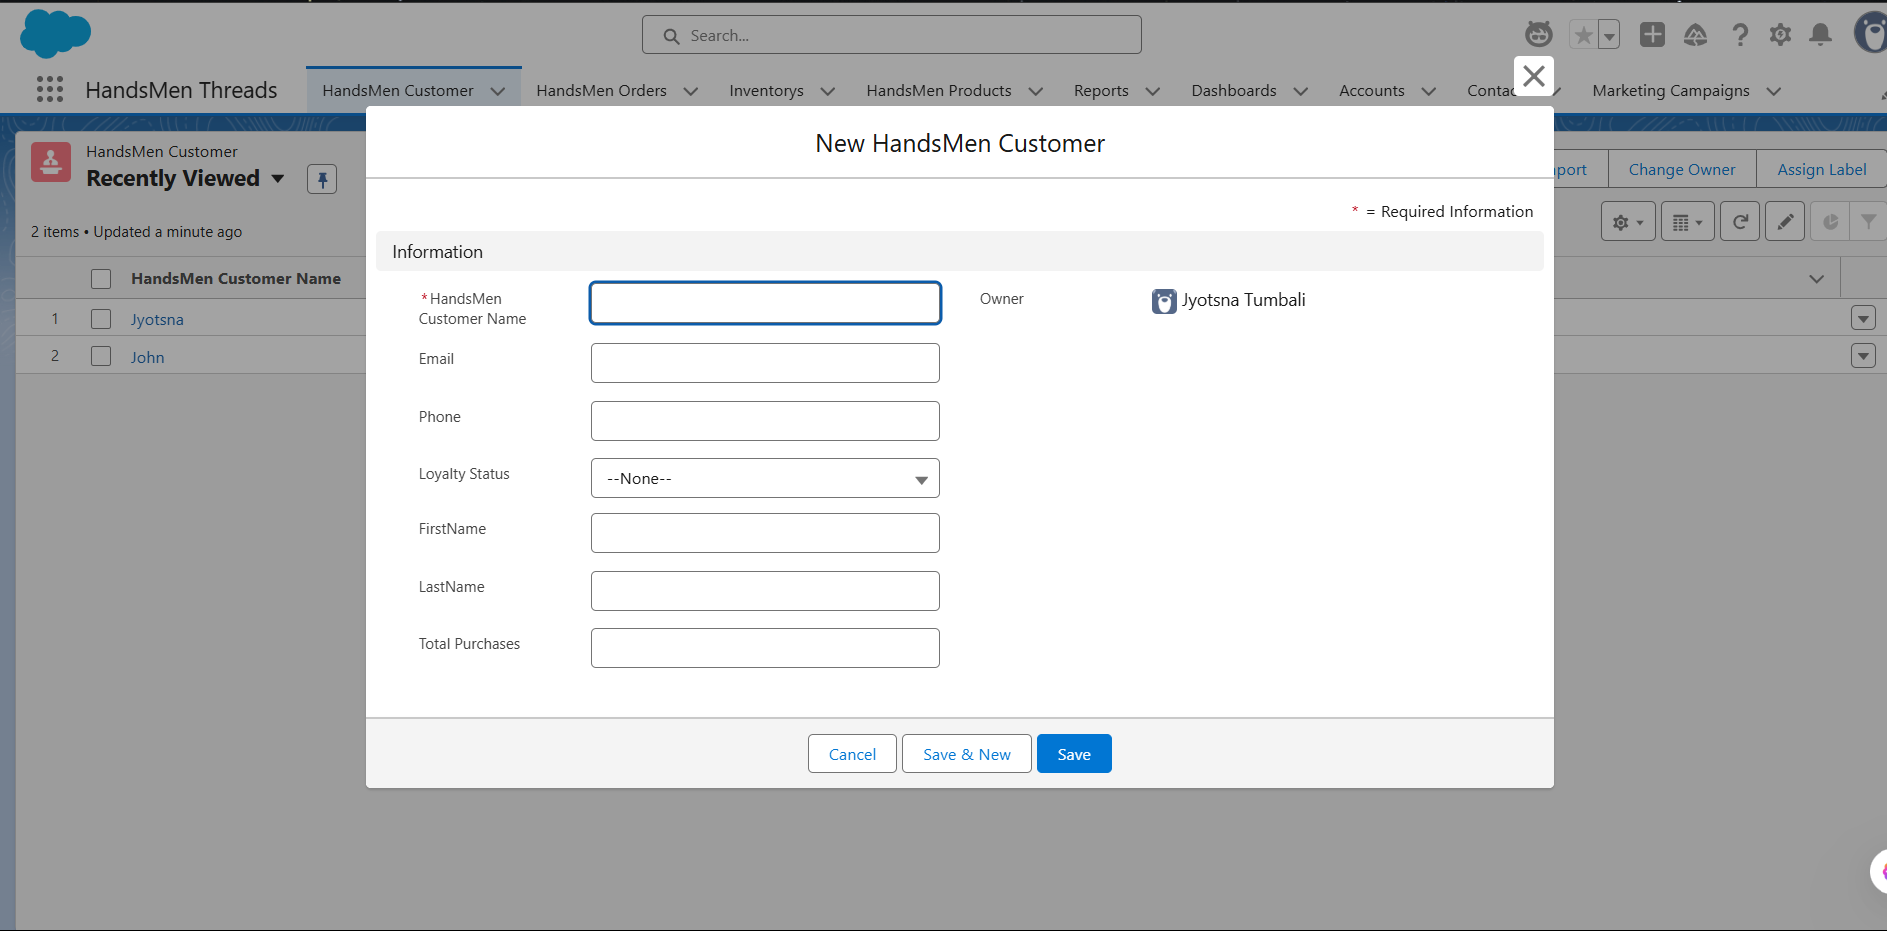 Search...
HandsMen Threads
HandsMen Customer
HandsMen Orders
Inventorys
HandsMen Products
Reports
Dashboards
Accounts
Marketing Campaigns
HandsMen Customer
Recently Viewed
2 items • Updated a minute ago
Change Owner
Assign Label
HandsMen Customer Name
1 Jyotsna
2 John
New HandsMen Customer
* = Required Information
Information
*HandsMen
Customer Name
Owner
Jyotsna Tumbali
Email
Phone
Loyalty Status
--None--
FirstName
LastName
Total Purchases
Cancel
Save & New
Save